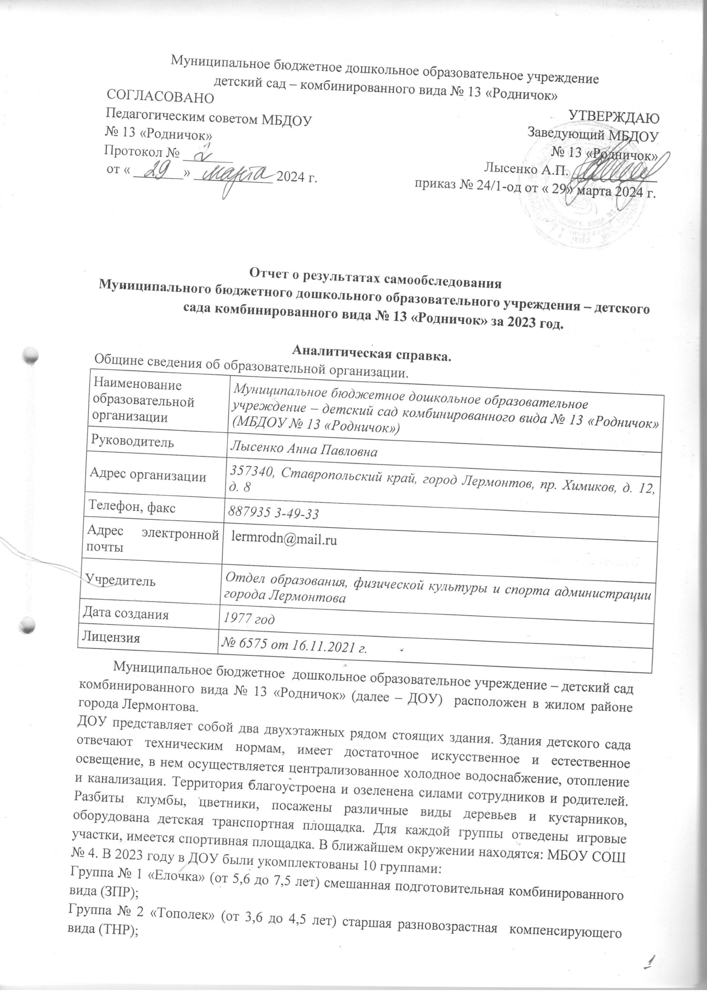 Муниципальное бюджетное дошкольное образовательное учреждение
детский сад – комбинированного вида № 13 «Родничок»
СОГЛАСОВАНО
Педагогическим советом МБДОУ
№ 13 «Родничок»
Протокол № 2
от « 29 » марта 2024 г.
УТВЕРЖДАЮ
Заведующий МБДОУ
№ 13 «Родничок»
Лысенко А.П.
приказ № 24/1-од от « 29» марта 2024 г.
Отчет о результатах самообследования
Муниципального бюджетного дошкольного образовательного учреждения – детского
сада комбинированного вида № 13 «Родничок» за 2023 год.
Аналитическая справка.
Общине сведения об образовательной организации.
Наименование
образовательной
организации
Муниципальное бюджетное дошкольное образовательное
учреждение – детский сад комбинированного вида № 13 «Родничок»
(МБДОУ № 13 «Родничок»)
Руководитель
Лысенко Анна Павловна
Адрес организации
357340, Ставропольский край, город Лермонтов, пр. Химиков, д. 12,
д. 8
Телефон, факс
887935 3-49-33
Адрес электронной
почты
lermrodn@mail.ru
Учредитель
Отдел образования, физической культуры и спорта администрации
города Лермонтова
Дата создания
1977 год
Лицензия
№ 6575 от 16.11.2021 г.
Муниципальное бюджетное дошкольное образовательное учреждение – детский сад
комбинированного вида № 13 «Родничок» (далее – ДОУ) расположен в жилом районе
города Лермонтова.
ДОУ представляет собой два двухэтажных рядом стоящих здания. Здания детского сада
отвечают техническим нормам, имеет достаточное искусственное и естественное
освещение, в нем осуществляется централизованное холодное водоснабжение, отопление
и канализация. Территория благоустроена и озеленена силами сотрудников и родителей.
Разбиты клумбы, цветники, посажены различные виды деревьев и кустарников,
оборудована детская транспортная площадка. Для каждой группы отведены игровые
участки, имеется спортивная площадка. В ближайшем окружении находятся: МБОУ СОШ
№ 4. В 2023 году в ДОУ были укомплектованы 10 группами:
Группа № 1 «Елочка» (от 5,6 до 7,5 лет) смешанная подготовительная комбинированного
вида (ЗПР);
Группа № 2 «Тополек» (от 3,6 до 4,5 лет) старшая разновозрастная компенсирующего
вида (ТНР);
1